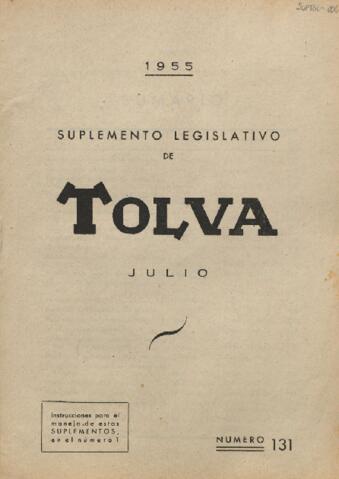 1955
SUPLEMENTO LEGISLATIVO
DE
TOLVA
JULIO
Instrucciones para el
manejo de estos
SUPLEMENTOS,
en el número 1
NUMERO 131